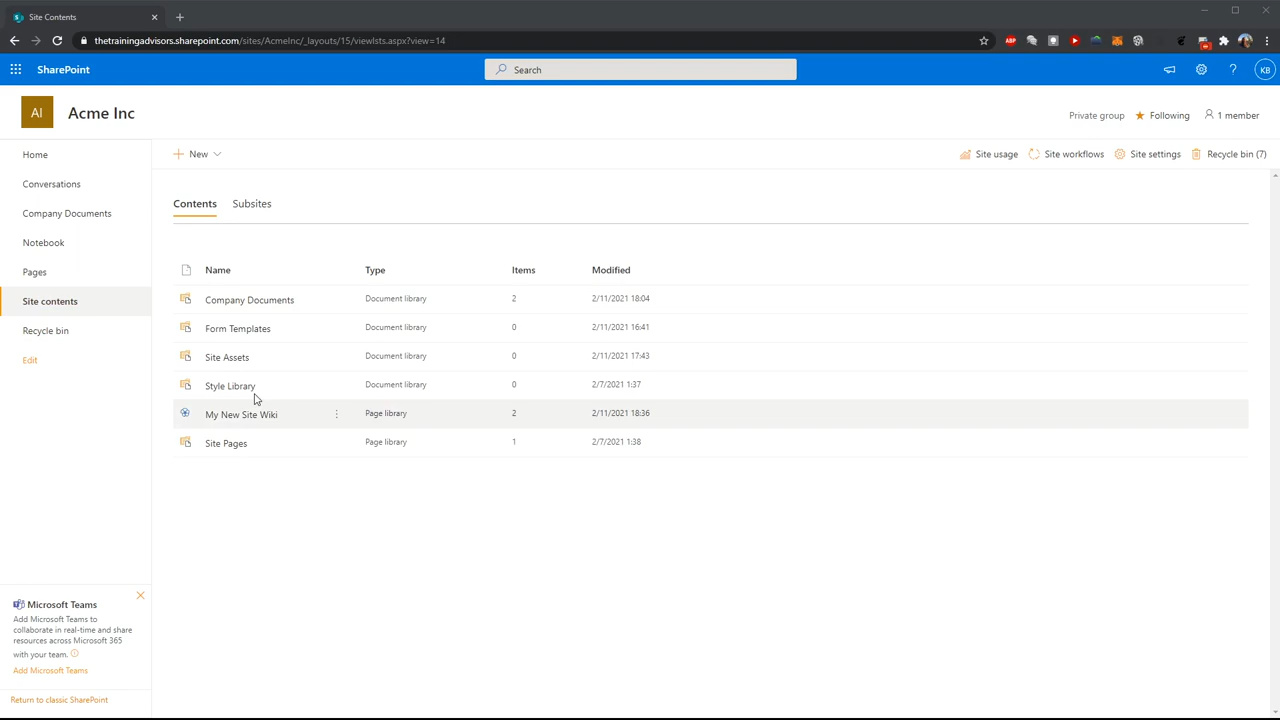 Site Contents
thetrainingadvisors.sharepoint.com/sites/AcmeInc/_layouts/15/viewlsts.aspx?view=14
ABP
SharePoint
Search
KB
AI
Acme Inc
Private group
Following
1 member
Home
Conversations
Company Documents
Notebook
Pages
Site contents
Recycle bin
Edit
New
Site usage
Site workflows
Site settings
Recycle bin (7)
Contents
Subsites
Name Type Items Modified
Company Documents Document library 2 2/11/2021 18:04
Form Templates Document library 0 2/11/2021 16:41
Site Assets Document library 0 2/11/2021 17:43
Style Library Document library 0 2/7/2021 1:37
My New Site Wiki Page library 2 2/11/2021 18:36
Site Pages Page library 1 2/7/2021 1:38
Microsoft Teams
Add Microsoft Teams to
collaborate in real-time and share
resources across Microsoft 365
with your team.
Add Microsoft Teams
Return to classic SharePoint